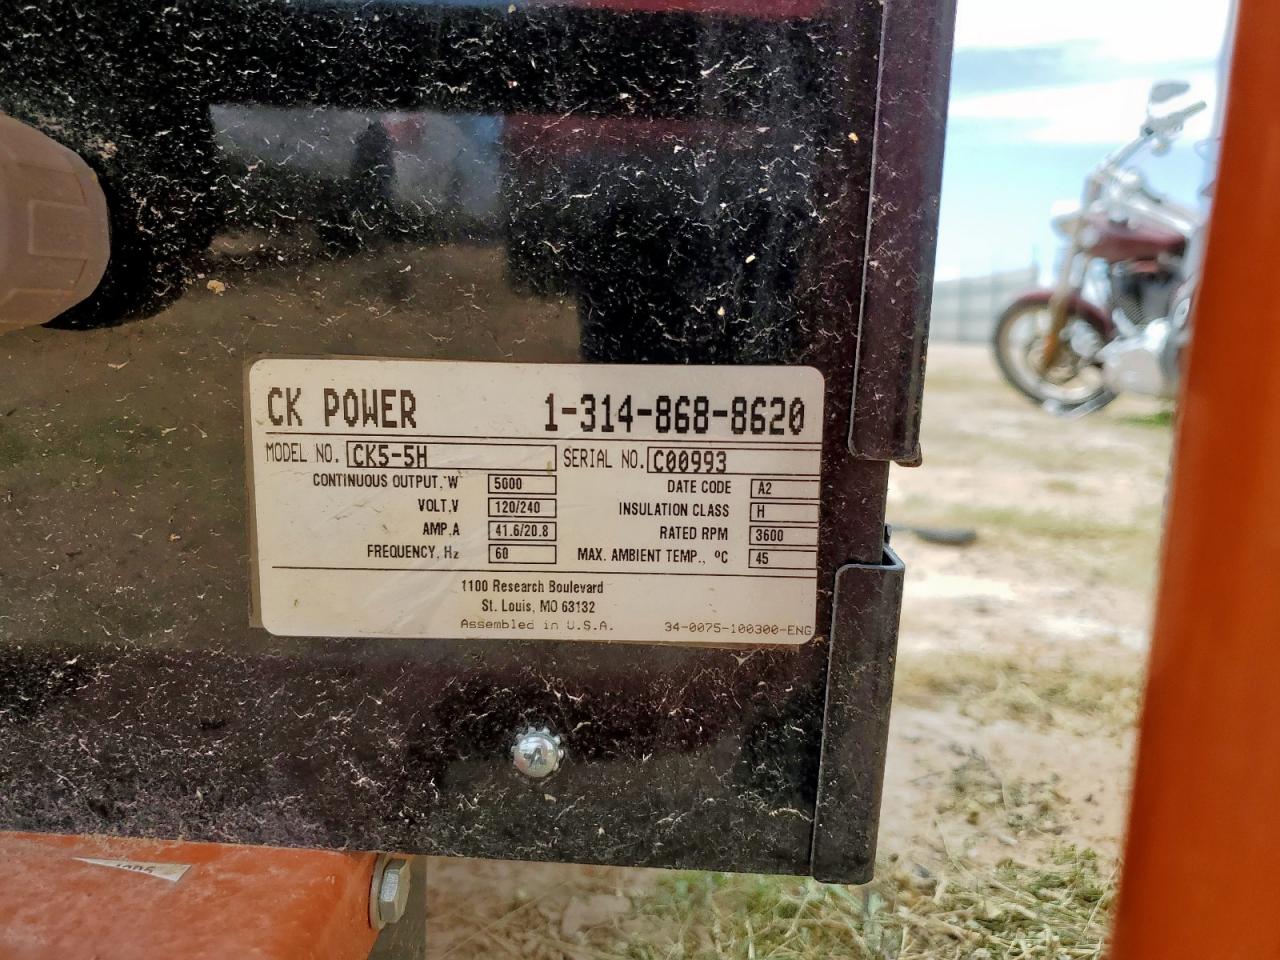 CK POWER 1-314-868-8620
MODEL NO. CK5-5H SERIAL NO. C00993
CONTINUOUS OUTPUT, W 5000 DATE CODE A2
VOLT,V 120/240 INSULATION CLASS H
AMP,A 41.6/20.8 RATED RPM 3600
FREQUENCY, Hz 60 MAX. AMBIENT TEMP., ºC 45
1100 Research Boulevard
St. Louis, MO 63132
Assembled in U.S.A. 34-0075-100300-ENG